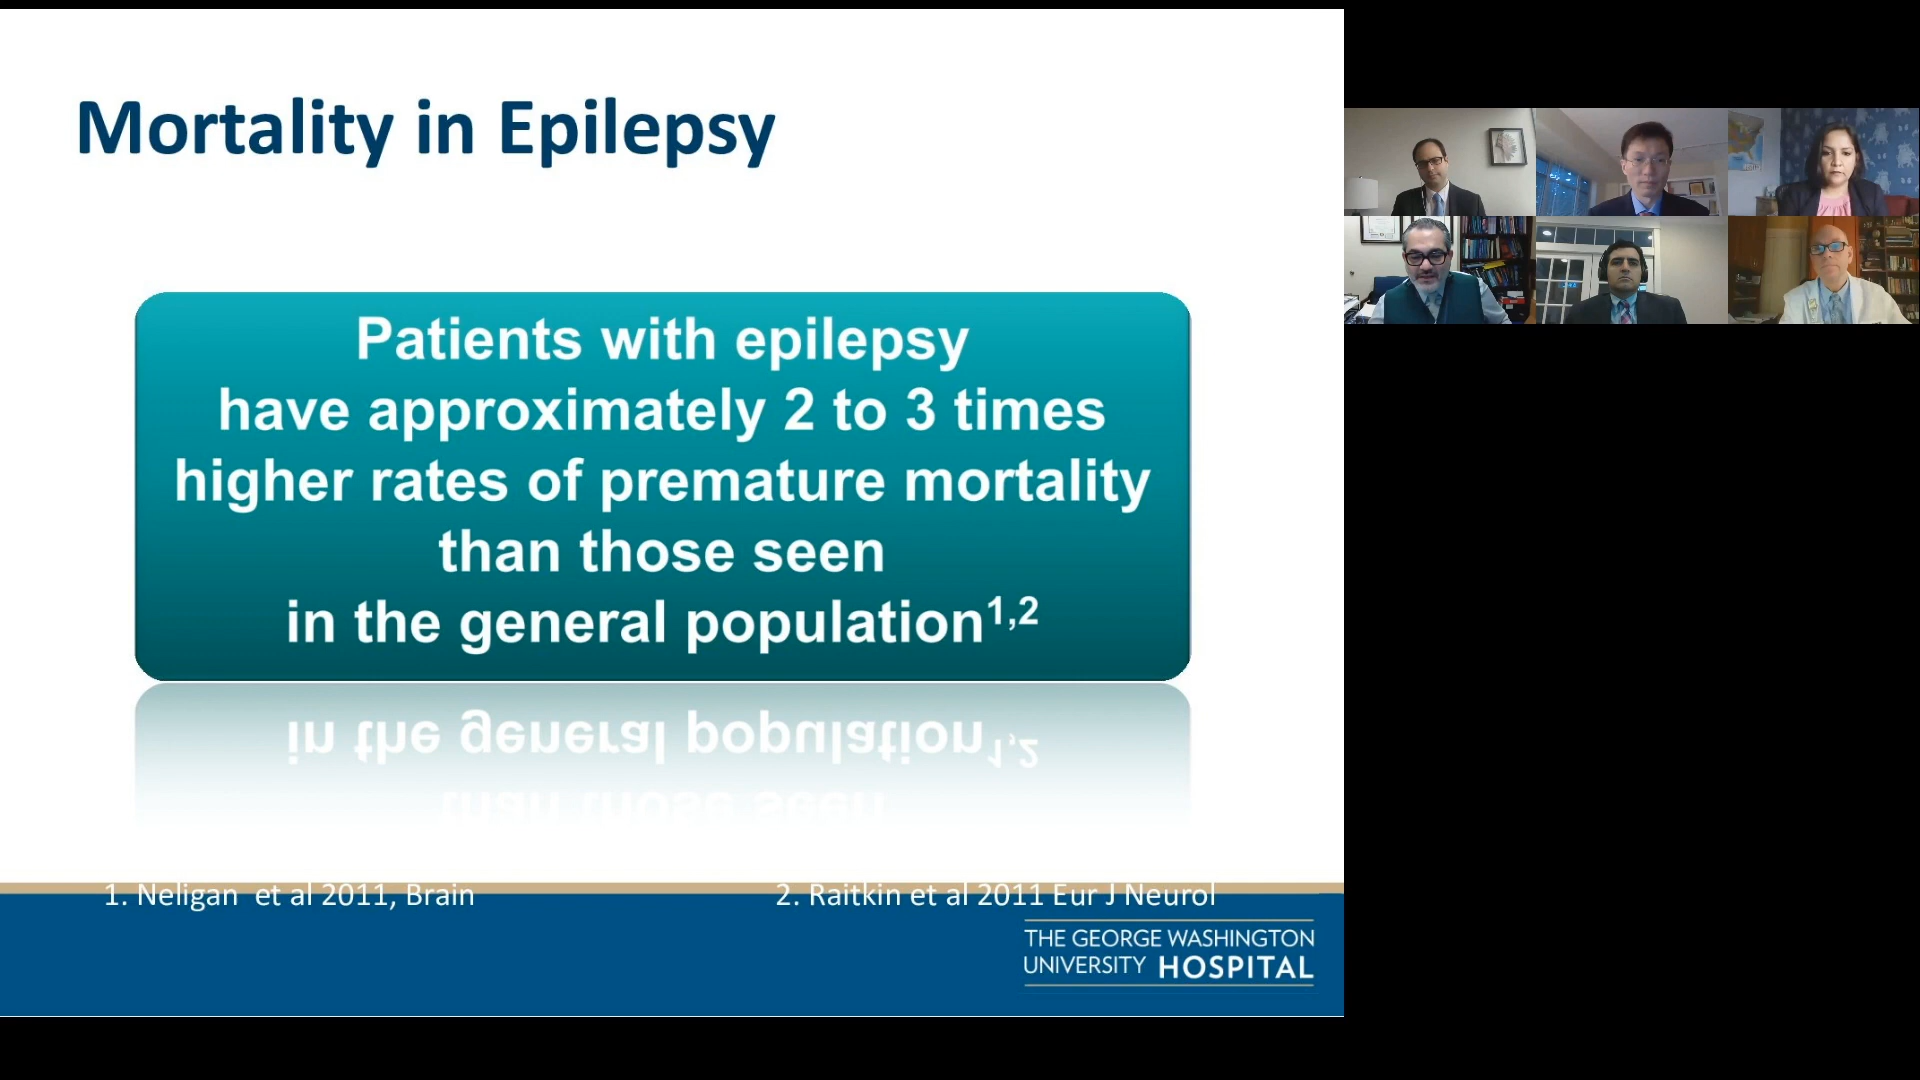 Mortality in Epilepsy
Patients with epilepsy
have approximately 2 to 3 times
higher rates of premature mortality
than those seen
in the general population1,2
1. Neligan et al 2011, Brain
2. Raitkin et al 2011 Eur J Neurol
THE GEORGE WASHINGTON
UNIVERSITY HOSPITAL